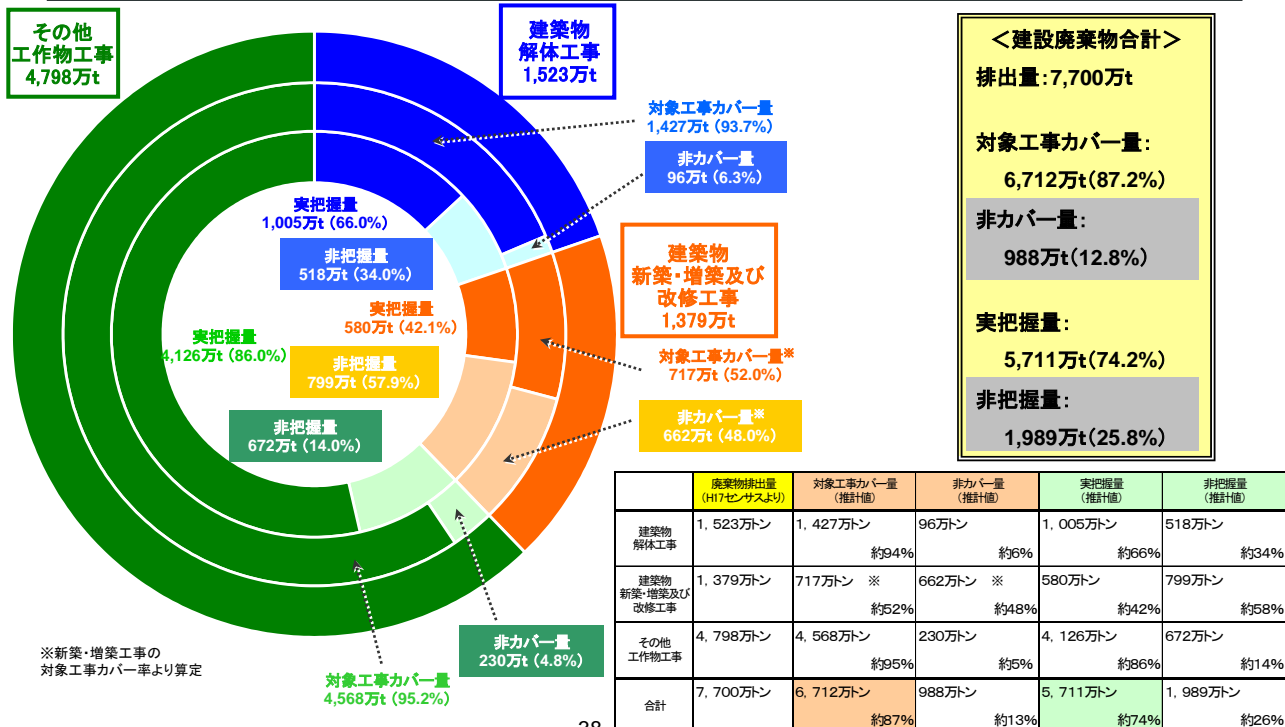 その他
工作物工事
4,798万t
建築物
解体工事
1,523万t
対象工事カバー量
1,427万t (93.7%)
非カバー量
96万t (6.3%)
実把握量
1,005万t (66.0%)
非把握量
518万t (34.0%)
建築物
新築・増築及び
改修工事
1,379万t
実把握量
580万t (42.1%)
実把握量
4,126万t (86.0%)
非把握量
799万t (57.9%)
対象工事カバー量※
717万t (52.0%)
非カバー量※
662万t (48.0%)
非把握量
672万t (14.0%)
非カバー量
230万t (4.8%)
対象工事カバー量
4,568万t (95.2%)
※新築・増築工事の
対象工事カバー率より算定
＜建設廃棄物合計＞
排出量：7,700万t
対象工事カバー量：
6,712万t(87.2%)
非カバー量：
988万t(12.8%)
実把握量：
5,711万t(74.2%)
非把握量：
1,989万t(25.8%)
廃棄物排出量 対象工事カバー量 非カバー量 実把握量 非把握量
(H17センサスより) (推計値) (推計値) (推計値) (推計値)
建築物
解体工事
1,523万トン 1,427万トン 96万トン 1,005万トン 518万トン
約94% 約6% 約66% 約34%
建築物
新築・増築及び
改修工事
1,379万トン 717万トン ※ 662万トン ※ 580万トン 799万トン
約52% 約48% 約42% 約58%
その他
工作物工事
4,798万トン 4,568万トン 230万トン 4,126万トン 672万トン
約95% 約5% 約86% 約14%
合計
7,700万トン 6,712万トン 988万トン 5,711万トン 1,989万トン
約87% 約13% 約74% 約26%